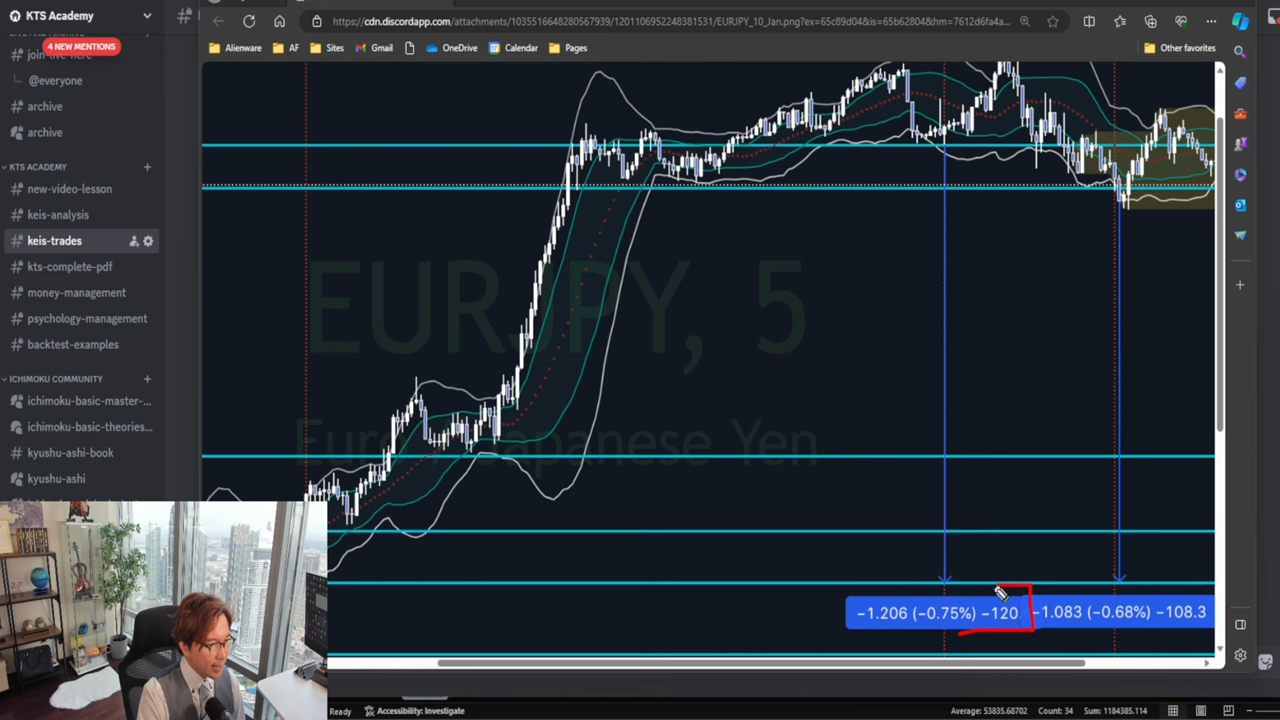 KTS Academy
4 NEW MENTIONS
join-live-here
@everyone
archive
archive
KTS ACADEMY
new-video-lesson
keis-analysis
keis-trades
kts-complete-pdf
money-management
psychology-management
backtest-examples
ICHIMOKU COMMUNITY
ichimoku-basic-master-...
ichimoku-basic-theories...
kyushu-ashi-book
kyushu-ashi
https://cdn.discordapp.com/attachments/1035516648280567939/1201106952248381531/EURJPY_10_Jan.png?ex=65c89d04&is=65b62804&hm=7612d6fa4a...
Alienware
AF
Sites
Gmail
OneDrive
Calendar
Pages
Other favorites
EURJPY, 5
Euro / Japanese Yen
−1.206 (−0.75%) −120
−1.083 (−0.68%) −108.3
Ready
Accessibility: Investigate
Average: 53835.68702
Count: 34
Sum: 1184385.114